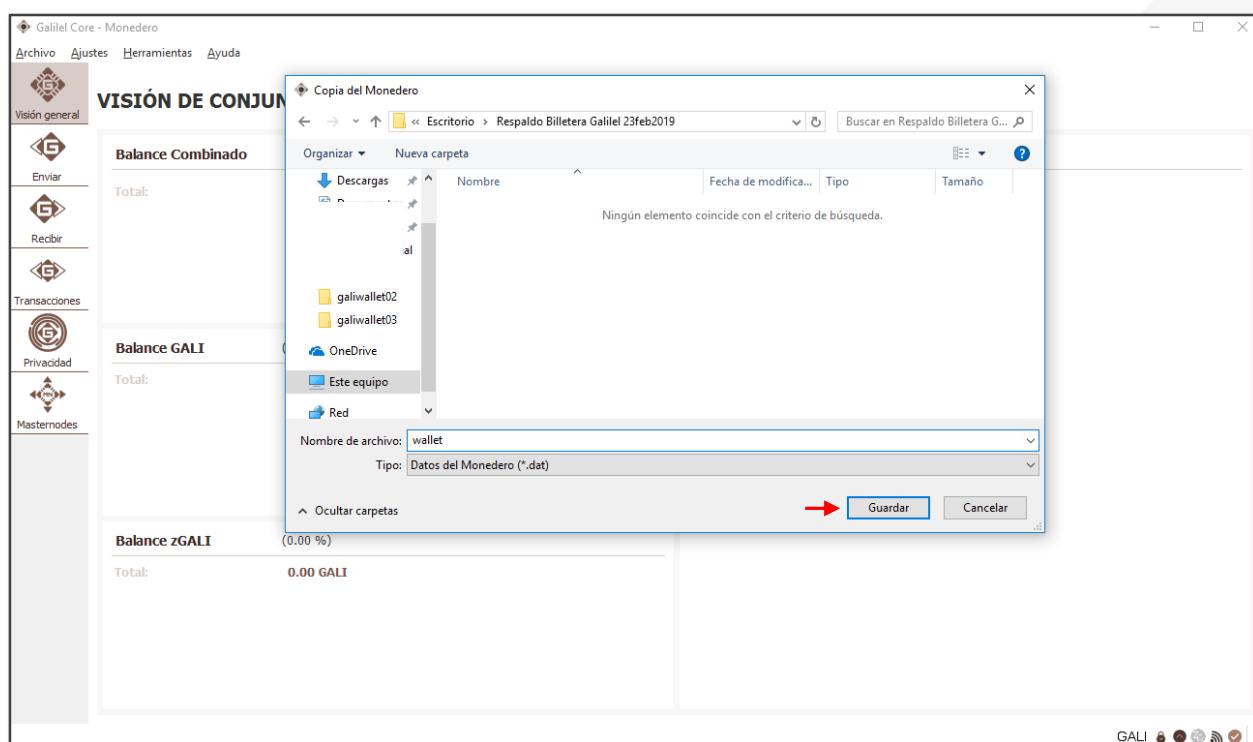 Galilel Core - Monedero
Archivo Ajustes Herramientas Ayuda
Visión general
Enviar
Recibir
Transacciones
Privacidad
Masternodes
VISIÓN DE CONJUN
Balance Combinado
Total:
Balance GALI
Total:
Balance zGALI (0.00 %)
Total: 0.00 GALI
Copia del Monedero
« Escritorio › Respaldo Billetera Galilel 23feb2019
Buscar en Respaldo Billetera G...
Organizar Nueva carpeta
Descargas
al
galiwallet02
galiwallet03
OneDrive
Este equipo
Red
Nombre Fecha de modifica... Tipo Tamaño
Ningún elemento coincide con el criterio de búsqueda.
Nombre de archivo: wallet
Tipo: Datos del Monedero (*.dat)
Ocultar carpetas
Guardar Cancelar
GALI